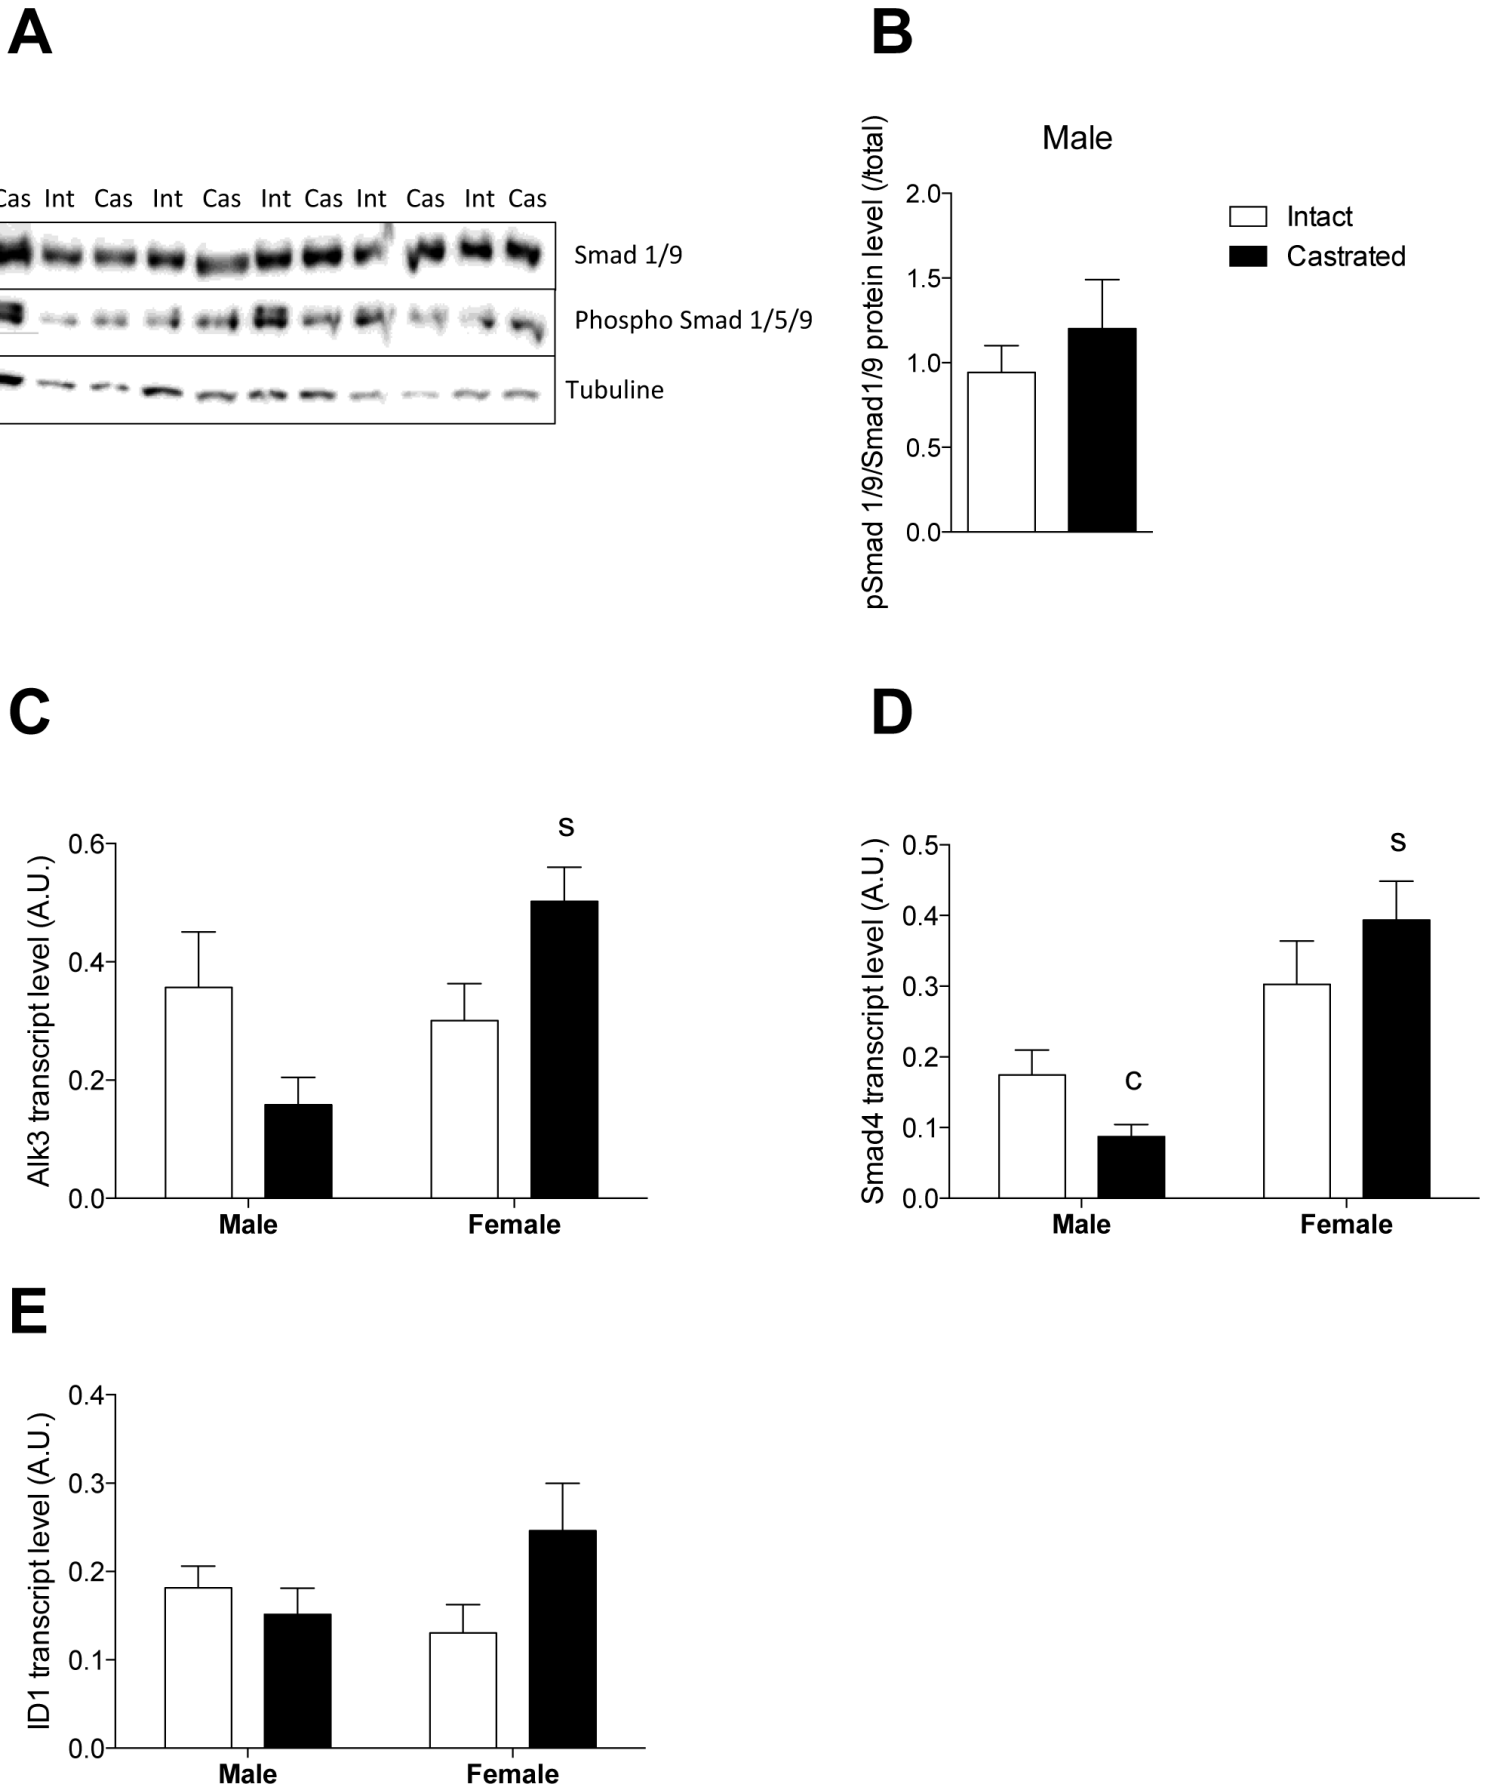 A
Cas Int Cas Int Cas Int Cas Int Cas Int Cas
Smad 1/9
Phospho Smad 1/5/9
Tubuline
B
Male
pSmad 1/9/Smad1/9 protein level (/total)
2.0
1.5
1.0
0.5
0.0
Intact
Castrated
C
Alk3 transcript level (A.U.)
0.6
0.4
0.2
0.0
s
Male Female
D
Smad4 transcript level (A.U.)
0.5
0.4
0.3
0.2
0.1
0.0
c
s
Male Female
E
ID1 transcript level (A.U.)
0.4
0.3
0.2
0.1
0.0
Male Female